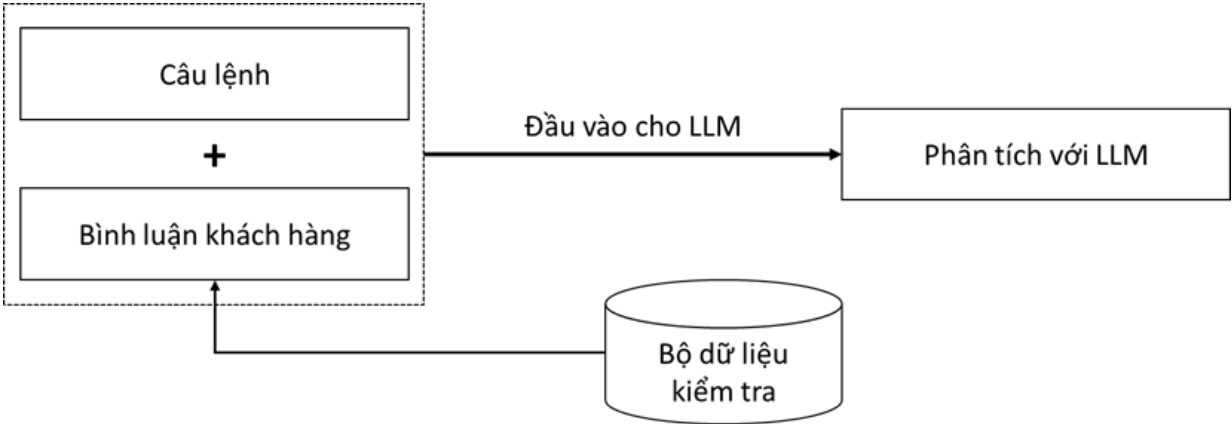 Câu lệnh
+
Bình luận khách hàng
Đầu vào cho LLM
Phân tích với LLM
Bộ dữ liệu
kiểm tra